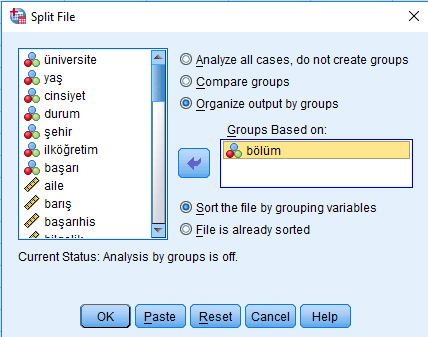 Split File
üniversite
yaş
cinsiyet
durum
şehir
ilköğretim
başarı
aile
barış
başarıhis
Analyze all cases, do not create groups
Compare groups
Organize output by groups
Groups Based on:
bölüm
Sort the file by grouping variables
File is already sorted
Current Status: Analysis by groups is off.
OK Paste Reset Cancel Help